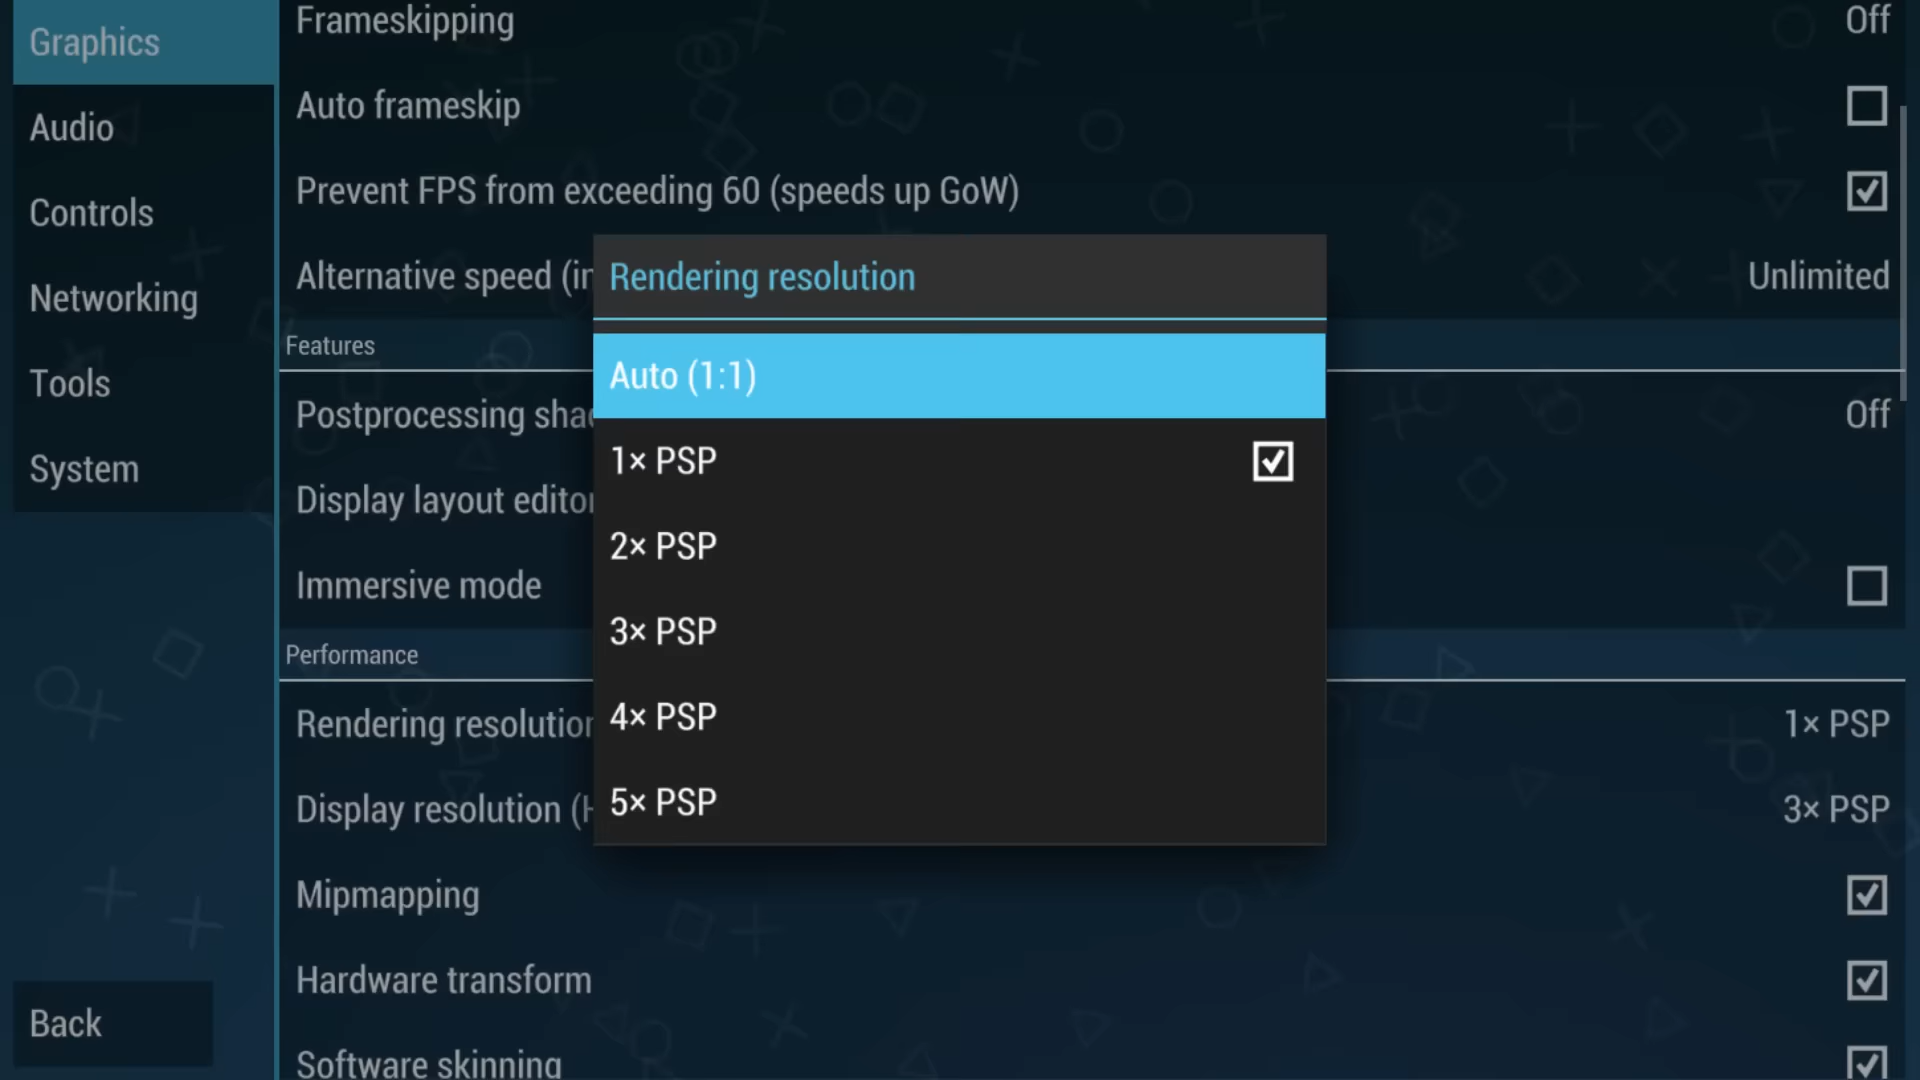 Graphics
Audio
Controls
Networking
Tools
System
Back
Frameskipping
Off
Auto frameskip
Prevent FPS from exceeding 60 (speeds up GoW)
Alternative speed (in
Unlimited
Features
Postprocessing shad
Off
Display layout editor
Immersive mode
Performance
Rendering resolution
1× PSP
Display resolution (H
3× PSP
Mipmapping
Hardware transform
Software skinning
Rendering resolution
Auto (1:1)
1× PSP
2× PSP
3× PSP
4× PSP
5× PSP